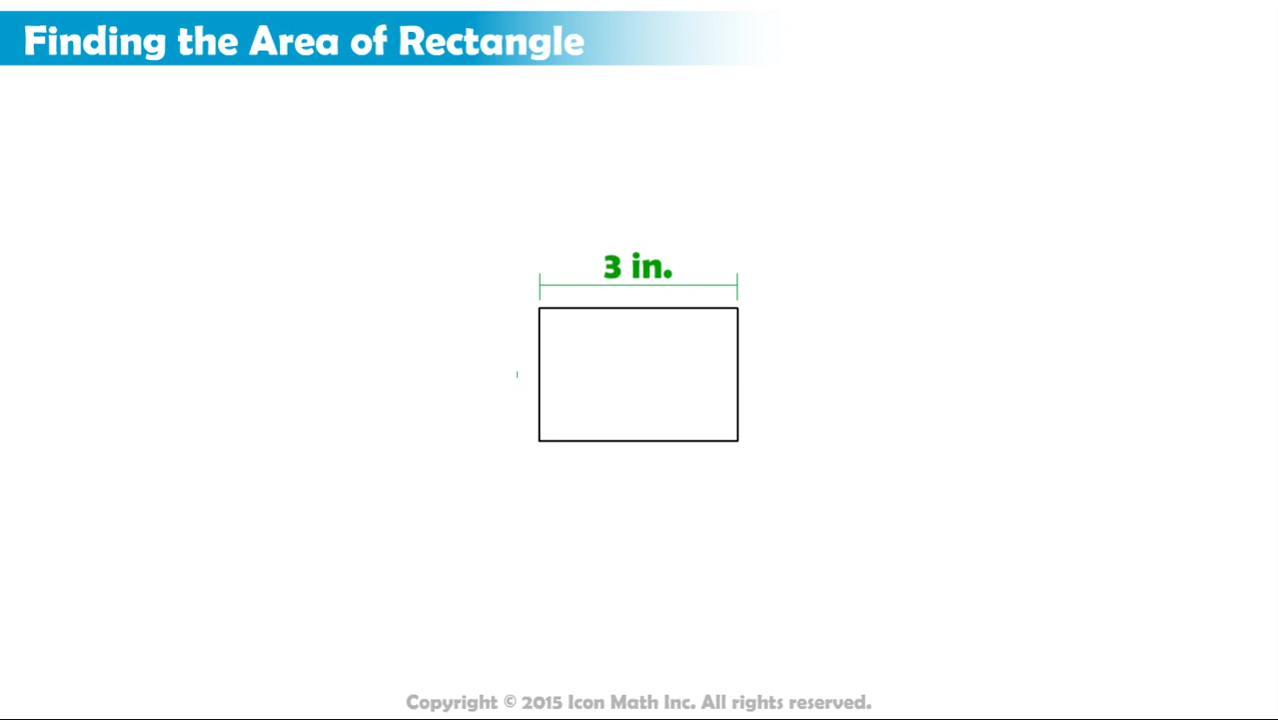 Finding the Area of Rectangle
3 in.
Copyright © 2015 Icon Math Inc. All rights reserved.